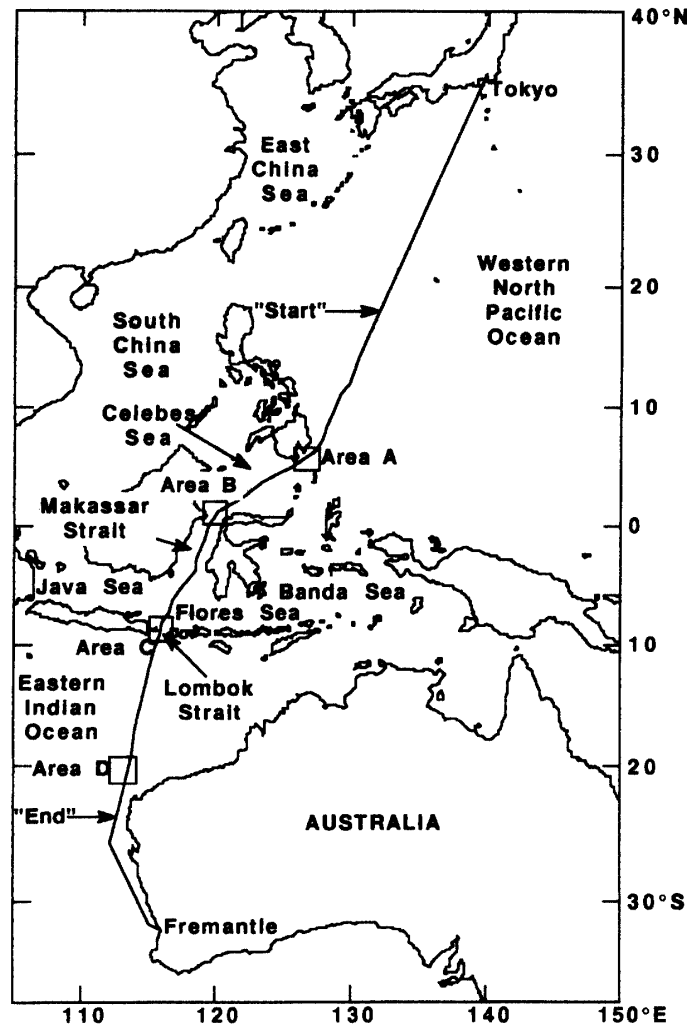 40°N
Tokyo
East
China
Sea
30
Western
North
Pacific
Ocean
20
"Start"
South
China
Sea
10
Celebes
Sea
Area A
Area B
Makassar
Strait
0
Java Sea
Banda Sea
Flores Sea
Area C
10
Lombok
Strait
Eastern
Indian
Ocean
Area D
20
"End"
AUSTRALIA
30°S
Fremantle
110
120
130
140
150°E